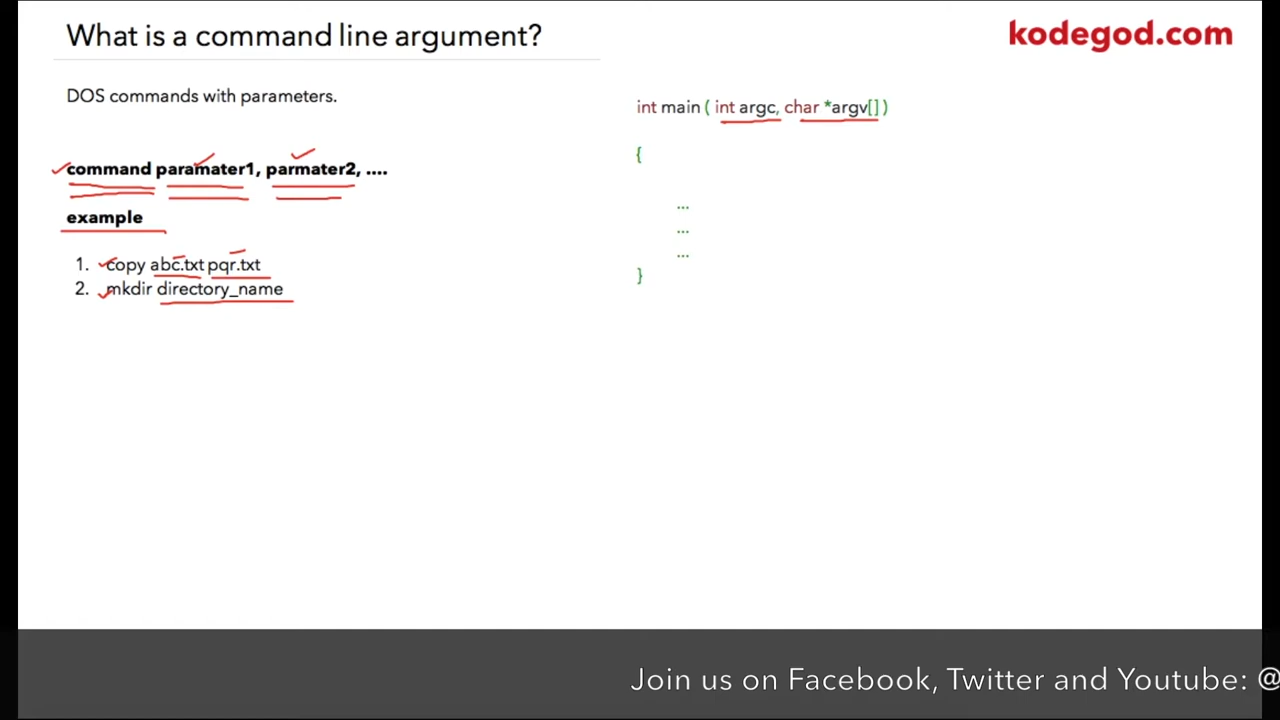 What is a command line argument?
kodegod.com
DOS commands with parameters.
command paramater1, parmater2, ....
example
1. copy abc.txt pqr.txt
2. mkdir directory_name
int main ( int argc, char *argv[] )
{
...
...
...
}
Join us on Facebook, Twitter and Youtube: @